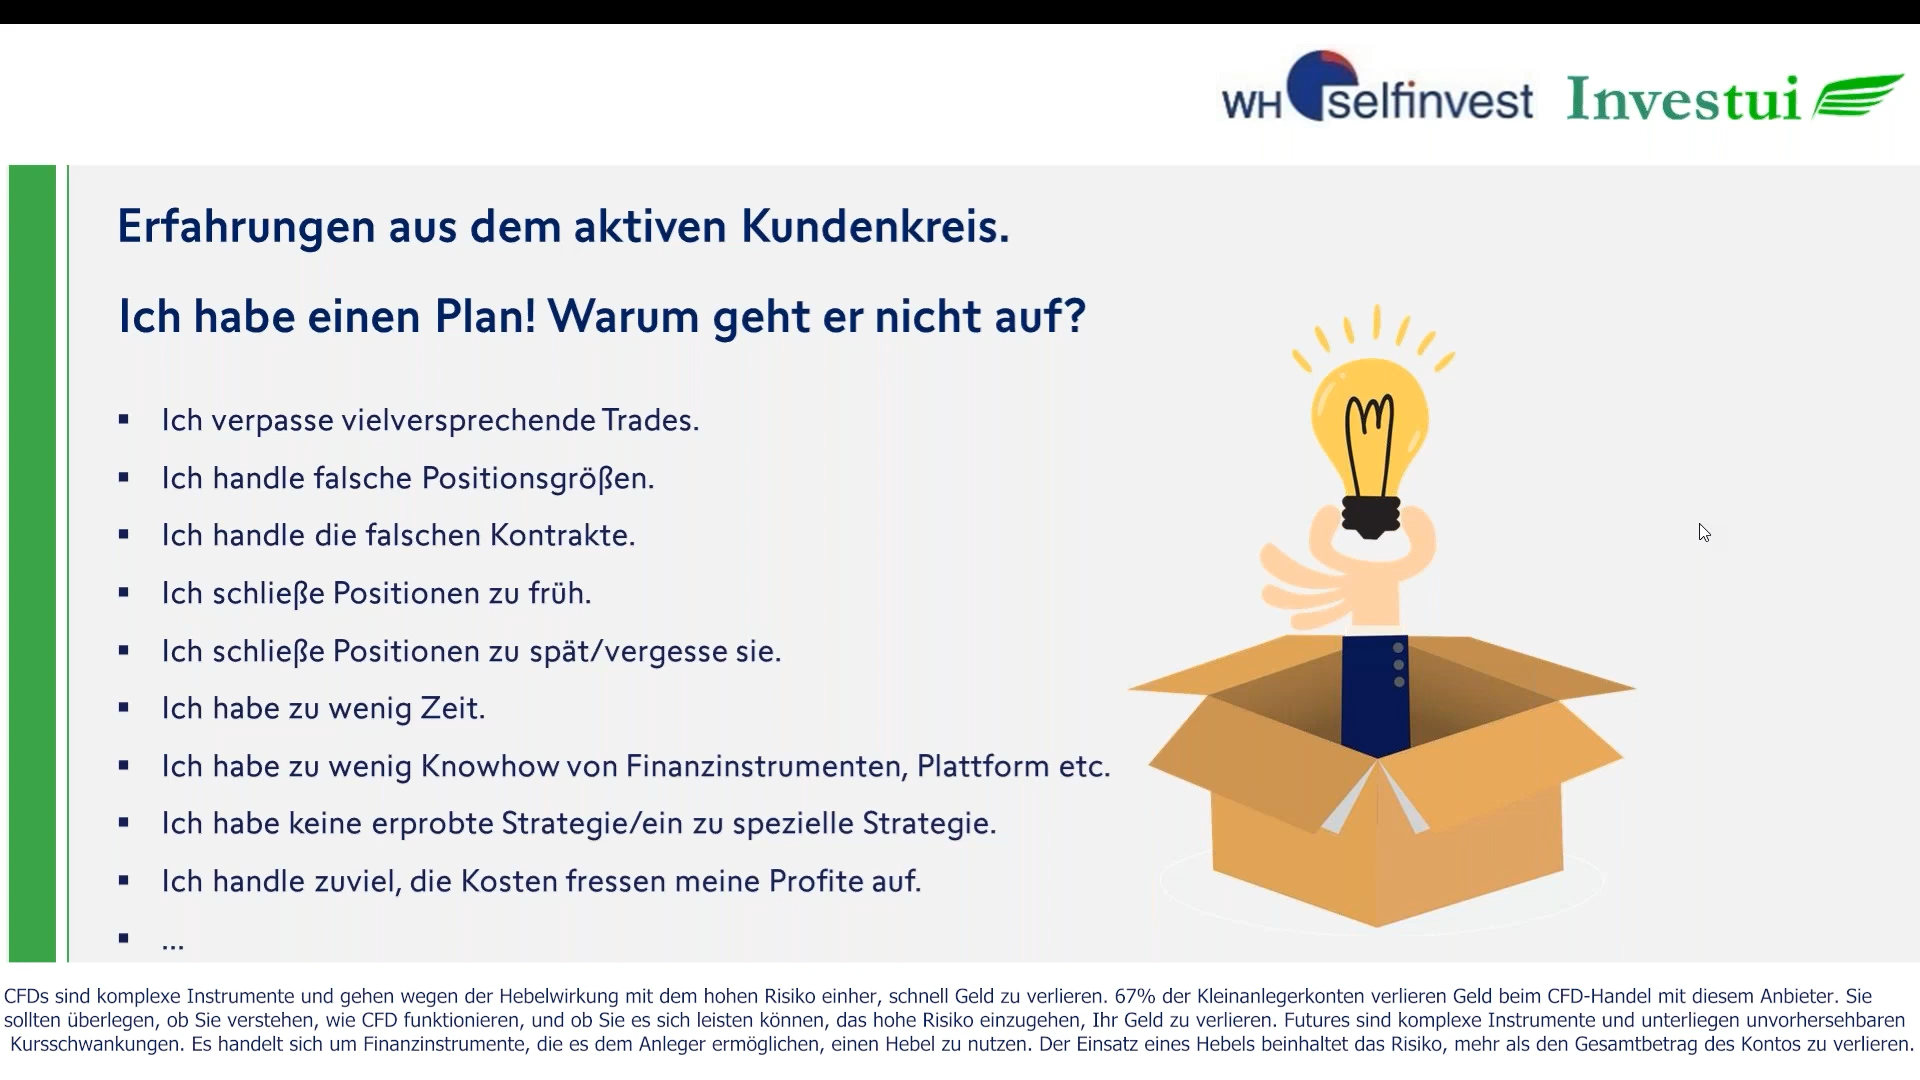 WH selfinvest Investui
Erfahrungen aus dem aktiven Kundenkreis.
Ich habe einen Plan! Warum geht er nicht auf?
▪ Ich verpasse vielversprechende Trades.
▪ Ich handle falsche Positionsgrößen.
▪ Ich handle die falschen Kontrakte.
▪ Ich schließe Positionen zu früh.
▪ Ich schließe Positionen zu spät/vergesse sie.
▪ Ich habe zu wenig Zeit.
▪ Ich habe zu wenig Knowhow von Finanzinstrumenten, Plattform etc.
▪ Ich habe keine erprobte Strategie/ein zu spezielle Strategie.
▪ Ich handle zuviel, die Kosten fressen meine Profite auf.
▪ ...
CFDs sind komplexe Instrumente und gehen wegen der Hebelwirkung mit dem hohen Risiko einher, schnell Geld zu verlieren. 67% der Kleinanlegerkonten verlieren Geld beim CFD-Handel mit diesem Anbieter. Sie
sollten überlegen, ob Sie verstehen, wie CFD funktionieren, und ob Sie es sich leisten können, das hohe Risiko einzugehen, Ihr Geld zu verlieren. Futures sind komplexe Instrumente und unterliegen unvorhersehbaren
Kursschwankungen. Es handelt sich um Finanzinstrumente, die es dem Anleger ermöglichen, einen Hebel zu nutzen. Der Einsatz eines Hebels beinhaltet das Risiko, mehr als den Gesamtbetrag des Kontos zu verlieren.